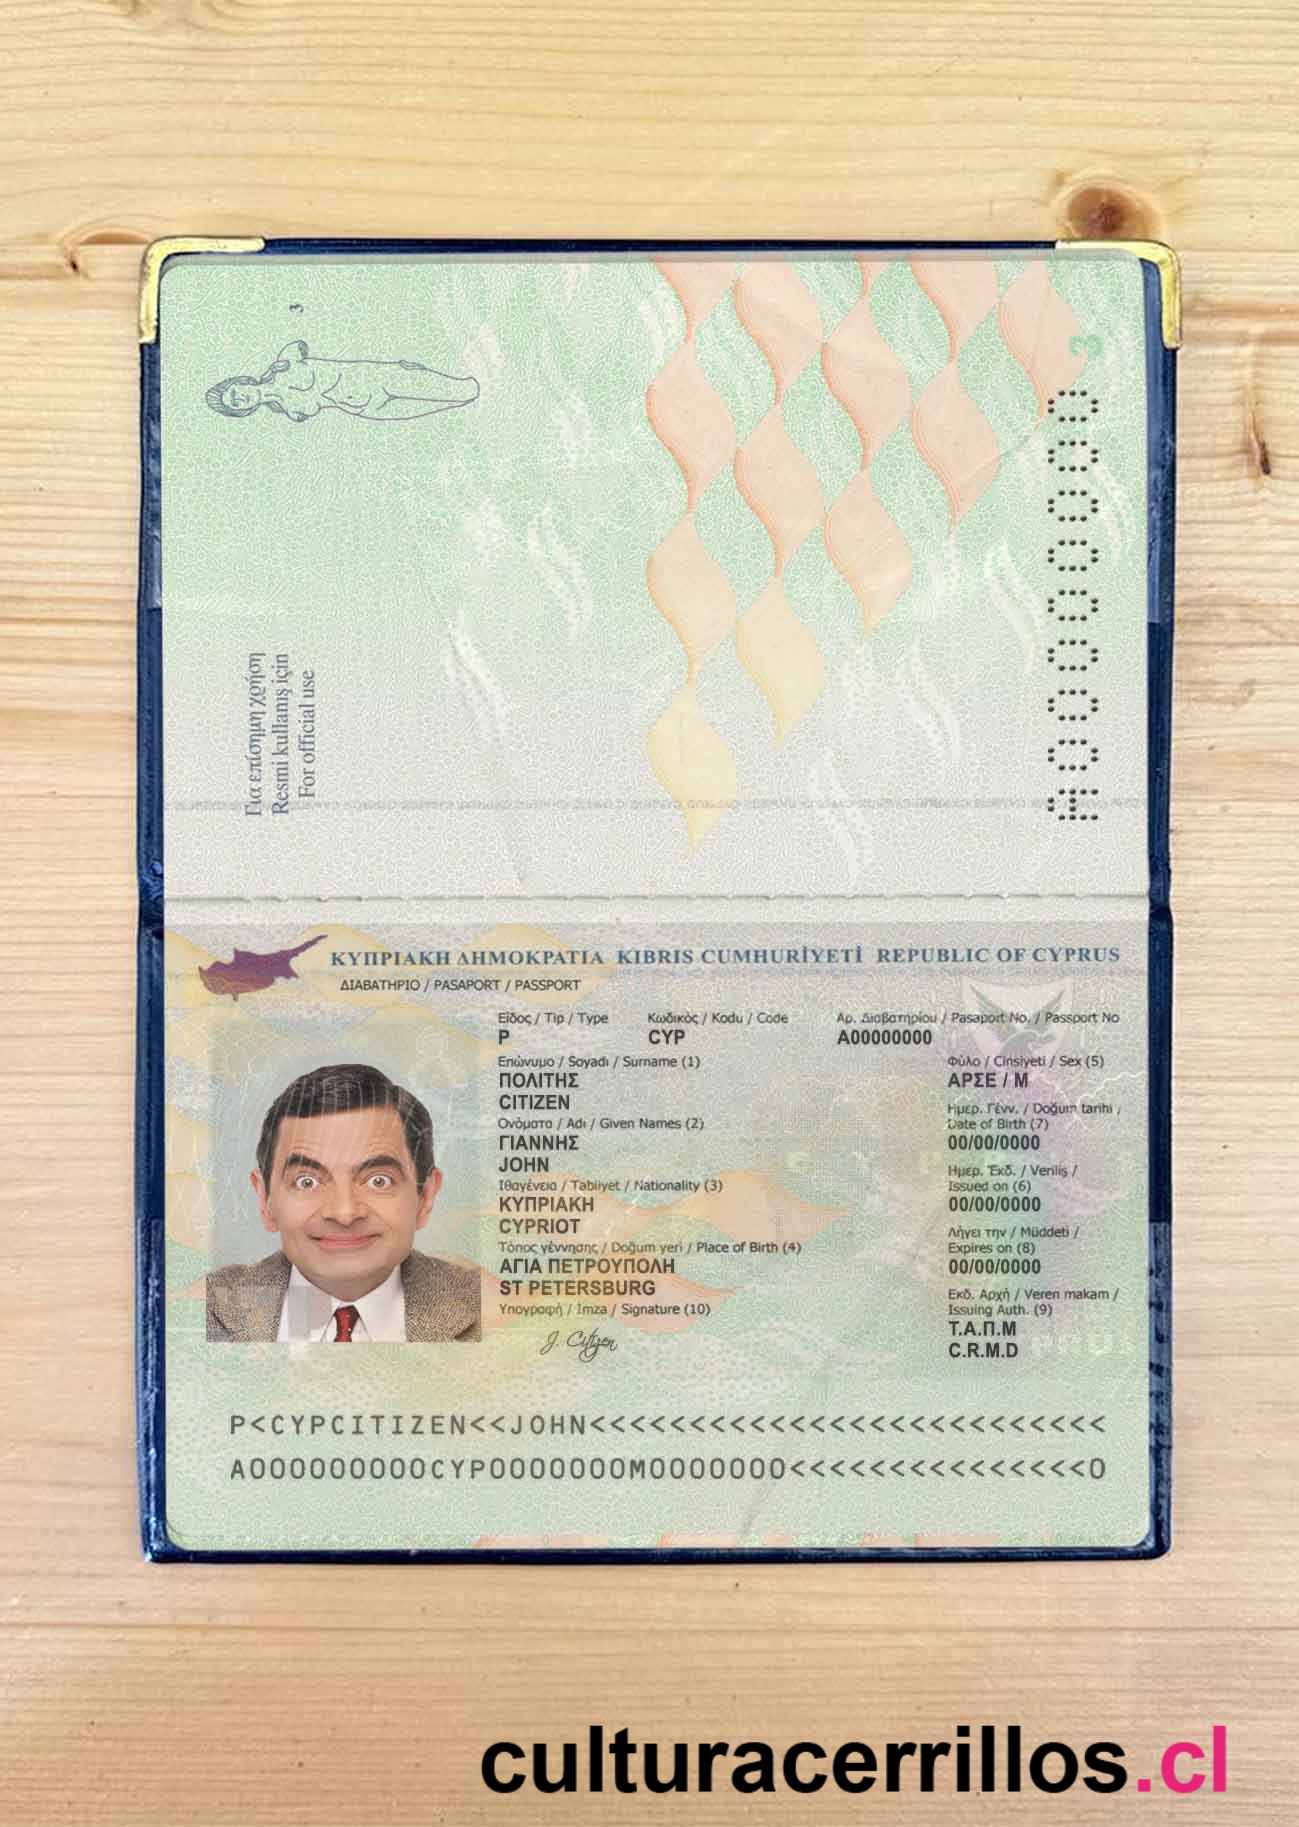 3
Για επίσημη χρήση
Resmi kullanış için
For official use
3
A00000000
ΚΥΠΡΙΑΚΗ ΔΗΜΟΚΡΑΤΙΑ KIBRIS CUMHURİYETİ REPUBLIC OF CYPRUS
ΔΙΑΒΑΤΗΡΙΟ / PASAPORT / PASSPORT
Είδος / Tip / Type Κωδικός / Kodu / Code Αρ. Διαβατηρίου / Pasaport No. / Passport No
P CYP A00000000
Επώνυμο / Soyadı / Surname (1) Φύλο / Cinsiyeti / Sex (5)
ΠΟΛΙΤΗΣ ΑΡΣΕ / M
CITIZEN
Ημερ. Γένν. / Doğum tarihi ,
Ονόματα / Adı / Given Names (2) Date of Birth (7)
ΓΙΑΝΝΗΣ 00/00/0000
JOHN
Ημερ. Έκδ. / Veriliş /
Ιθαγένεια / Tabiiyet / Nationality (3) Issued on (6)
ΚΥΠΡΙΑΚΗ 00/00/0000
CYPRIOT
Λήγει την / Müddeti /
Τόπος γέννησης / Doğum yeri / Place of Birth (4) Expires on (8)
ΑΓΙΑ ΠΕΤΡΟΥΠΟΛΗ 00/00/0000
ST PETERSBURG
Εκδ. Αρχή / Veren makam /
Υπογραφή / İmza / Signature (10) Issuing Auth. (9)
J. Citizen Τ.Α.Π.Μ
C.R.M.D
P<CYPCITIZEN<<JOHN<<<<<<<<<<<<<<<<<<<<<<<<<<
A000000000CYP0000000M0000000<<<<<<<<<<<<<<<0
culturacerrillos.cl